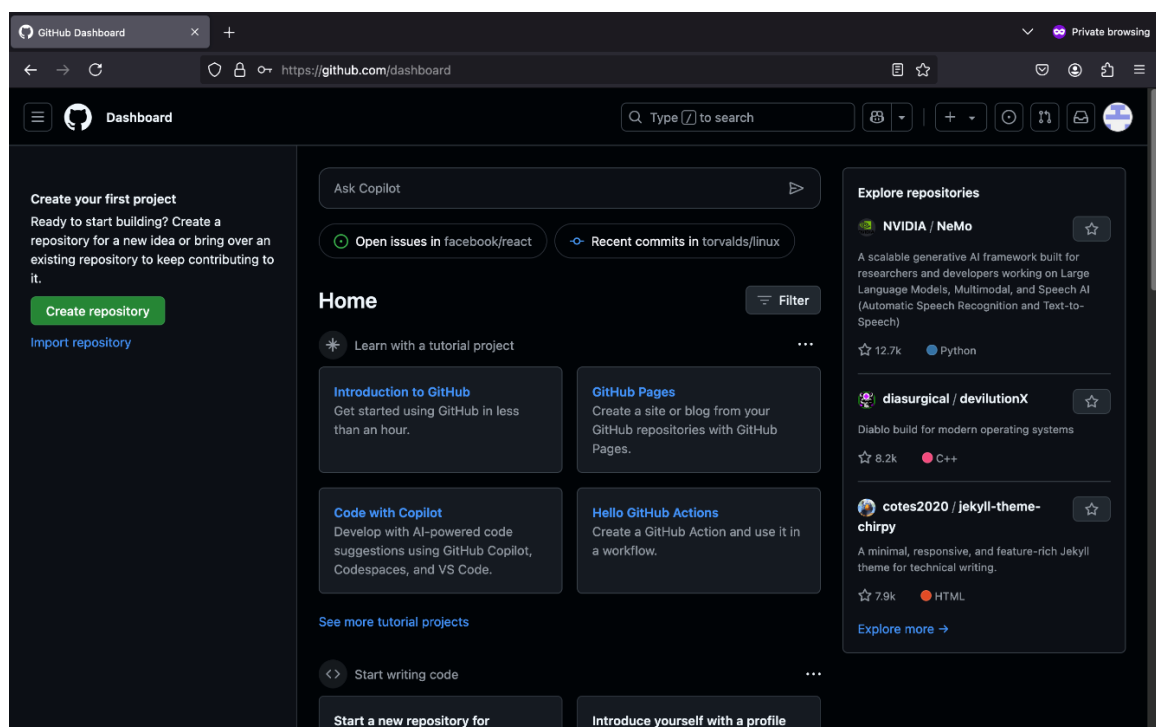 GitHub Dashboard
Private browsing
https://github.com/dashboard
Dashboard
Type / to search
Create your first project
Ready to start building? Create a
repository for a new idea or bring over an
existing repository to keep contributing to
it.
Create repository
Import repository
Ask Copilot
Open issues in facebook/react
Recent commits in torvalds/linux
Home
Filter
Learn with a tutorial project
Introduction to GitHub
Get started using GitHub in less
than an hour.
GitHub Pages
Create a site or blog from your
GitHub repositories with GitHub
Pages.
Code with Copilot
Develop with AI-powered code
suggestions using GitHub Copilot,
Codespaces, and VS Code.
Hello GitHub Actions
Create a GitHub Action and use it in
a workflow.
See more tutorial projects
Start writing code
Start a new repository for
Introduce yourself with a profile
Explore repositories
NVIDIA / NeMo
A scalable generative AI framework built for
researchers and developers working on Large
Language Models, Multimodal, and Speech AI
(Automatic Speech Recognition and Text-to-
Speech)
12.7k Python
diasurgical / devilutionX
Diablo build for modern operating systems
8.2k C++
cotes2020 / jekyll-theme-
chirpy
A minimal, responsive, and feature-rich Jekyll
theme for technical writing.
7.9k HTML
Explore more →